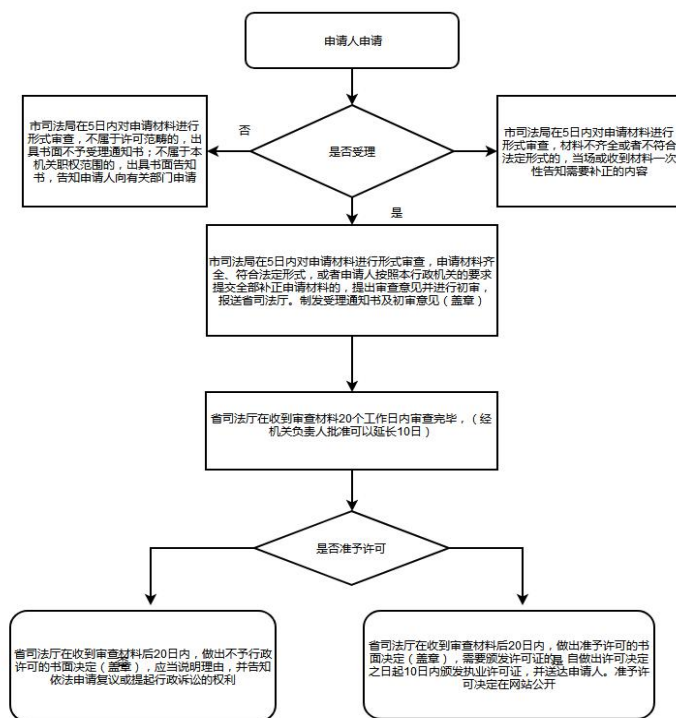 申请人申请
市司法局在5日内对申请材料进行
形式审查，不属于许可范畴的，出
具书面不予受理通知书；不属于本
机关职权范围的，出具书面告知
书，告知申请人向有关部门申请
否
是否受理
市司法局在5日内对申请材料进行
形式审查，材料不齐全或者不符合
法定形式的，当场或收到材料一次
性告知需要补正的内容
是
市司法局在5日内对申请材料进行形式审查，申请材料齐
全、符合法定形式，或者申请人按照本行政机关的要求
提交全部补正申请材料的，提出审查意见并进行初审，
报送省司法厅。制发受理通知书及初审意见（盖章）
省司法厅在收到审查材料20个工作日内审查完毕，（经
机关负责人批准可以延长10日）
是否准予许可
省司法厅在收到审查材料后20日内，做出不予行政
许可的书面决定（盖章），应当说明理由，并告知
依法申请复议或提起行政诉讼的权利
否
省司法厅在收到审查材料后20日内，做出准予许可的书
面决定（盖章），需要颁发许可证的，自做出许可决定
之日起10日内颁发执业许可证，并送达申请人。准予许
可决定在网站公开
是